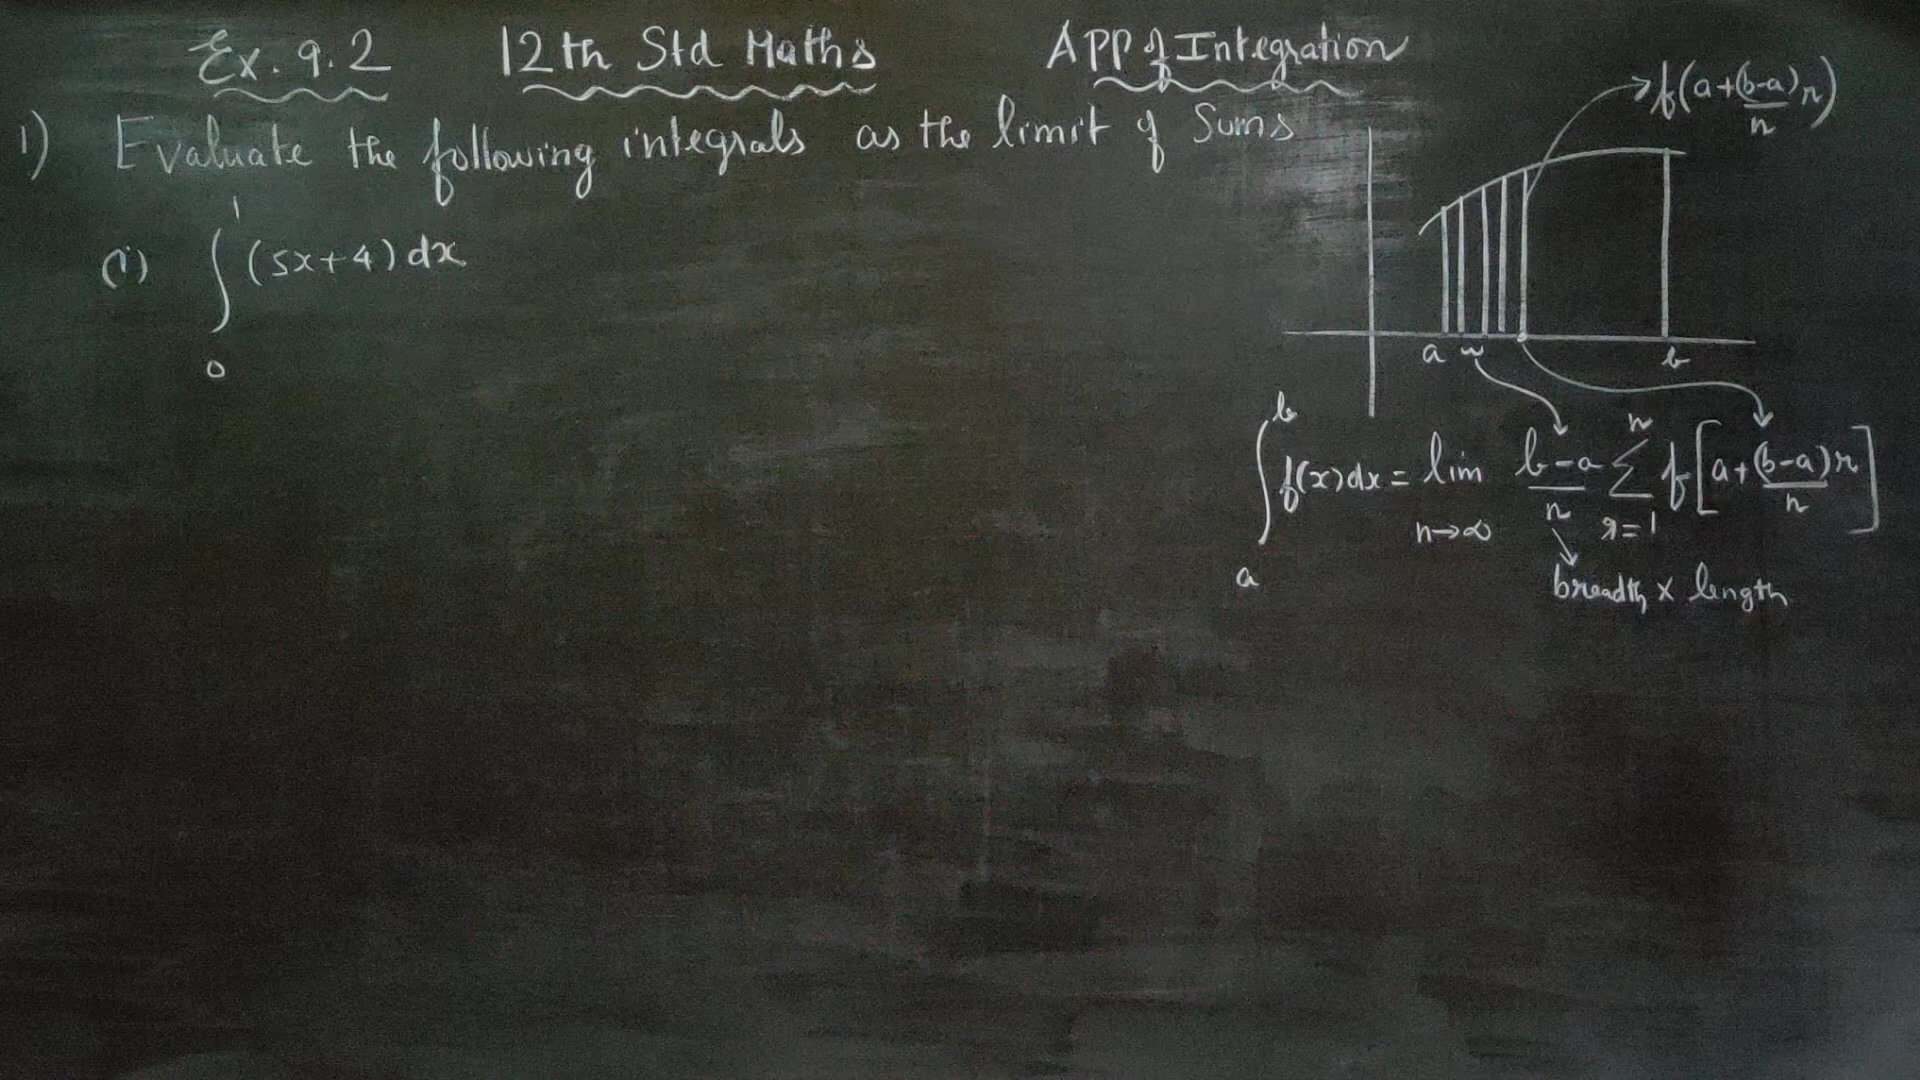 Ex. 9.2 12th Std Maths APP of Integration
1) Evaluate the following integrals as the limit of Sums
(i) ∫₀¹ (5x+4) dx
f(a+(b-a)/n r)
a b
∫ₐᵇ f(x)dx = lim n→∞ (b-a)/n Σ r=1 n f[a+(b-a)r/n]
breadth x length